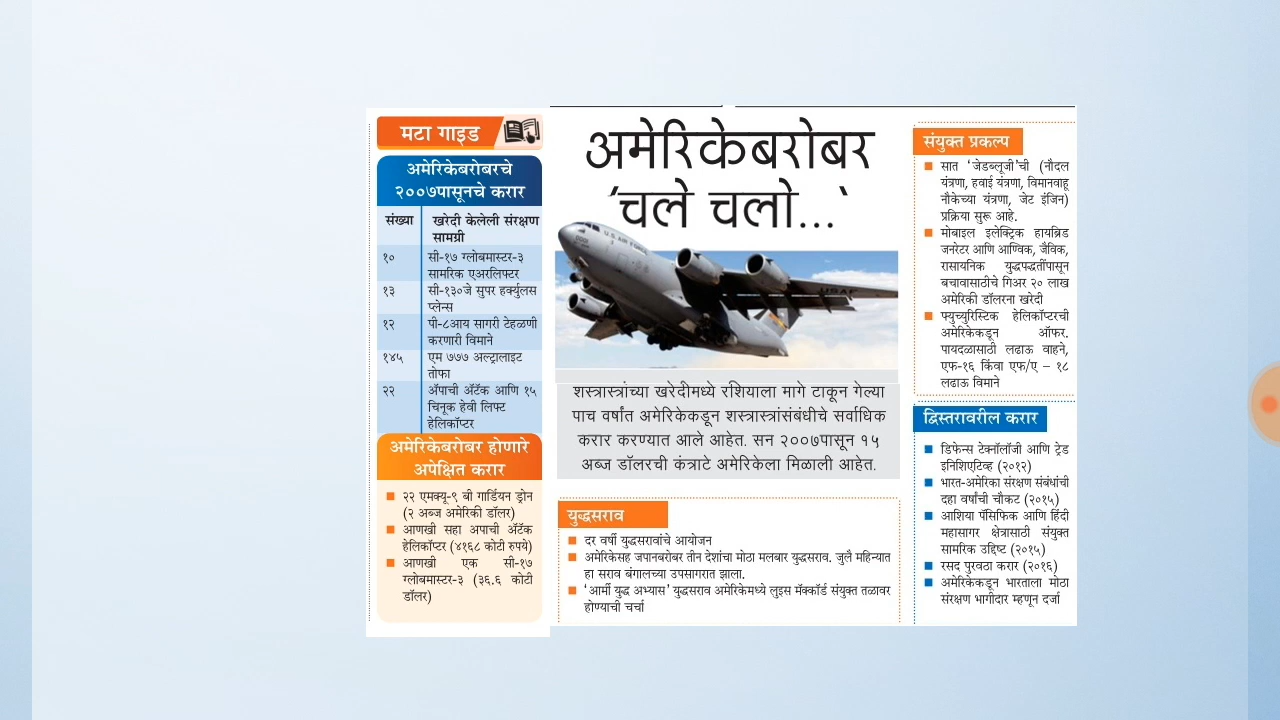 मटा गाइड
अमेरिकेबरोबरचे
२००७पासूनचे करार
संख्या खरेदी केलेली संरक्षण
सामग्री
१० सी-१७ ग्लोबमास्टर-३
सामरिक एअरलिफ्टर
१३ सी-१३०जे सुपर हर्क्युलस
प्लेन्स
१२ पी-८आय सागरी टेहळणी
करणारी विमाने
१४५ एम ७७७ अल्ट्रालाइट
तोफा
२२ अ‍ॅपाची अ‍ॅटॅक आणि १५
चिनूक हेवी लिफ्ट
हेलिकॉप्टर
अमेरिकेबरोबर होणारे
अपेक्षित करार
२२ एमक्यू-९ बी गार्डियन ड्रोन
(२ अब्ज अमेरिकी डॉलर)
आणखी सहा अपाची अ‍ॅटॅक
हेलिकॉप्टर (४१६८ कोटी रुपये)
आणखी एक सी-१७
ग्लोबमास्टर-३ (३६.६ कोटी
डॉलर)
अमेरिकेबरोबर
'चले चलो...'
U.S. AIR FORCE
USAF
शस्त्रास्त्रांच्या खरेदीमध्ये रशियाला मागे टाकून गेल्या
पाच वर्षांत अमेरिकेकडून शस्त्रास्त्रांसंबंधीचे सर्वाधिक
करार करण्यात आले आहेत. सन २००७पासून १५
अब्ज डॉलरची कंत्राटे अमेरिकेला मिळाली आहेत.
युद्धसराव
दर वर्षी युद्धसरावांचे आयोजन
अमेरिकेसह जपानबरोबर तीन देशांचा मोठा मलबार युद्धसराव. जुलै महिन्यात
हा सराव बंगालच्या उपसागरात झाला.
'आर्मी युद्ध अभ्यास' युद्धसराव अमेरिकेमध्ये लुइस मॅक्कॉर्ड संयुक्त तळावर
होण्याची चर्चा
संयुक्त प्रकल्प
सात 'जेडब्लूजी'ची (नौदल
यंत्रणा, हवाई यंत्रणा, विमानवाहू
नौकेच्या यंत्रणा, जेट इंजिन)
प्रक्रिया सुरू आहे.
मोबाइल इलेक्ट्रिक हायब्रिड
जनरेटर आणि आण्विक, जैविक,
रासायनिक युद्धपद्धतींपासून
बचावासाठीचे गिअर २० लाख
अमेरिकी डॉलरना खरेदी
फ्युच्युरिस्टिक हेलिकॉप्टरची
अमेरिकेकडून ऑफर.
पायदळासाठी लढाऊ वाहने,
एफ-१६ किंवा एफ/ए – १८
लढाऊ विमाने
द्विस्तरावरील करार
डिफेन्स टेक्नॉलॉजी आणि ट्रेड
इनिशिएटिव्ह (२०१२)
भारत-अमेरिका संरक्षण संबंधांची
दहा वर्षांची चौकट (२०१५)
आशिया पॅसिफिक आणि हिंदी
महासागर क्षेत्रासाठी संयुक्त
सामरिक उद्दिष्ट (२०१५)
रसद पुरवठा करार (२०१६)
अमेरिकेकडून भारताला मोठा
संरक्षण भागीदार म्हणून दर्जा